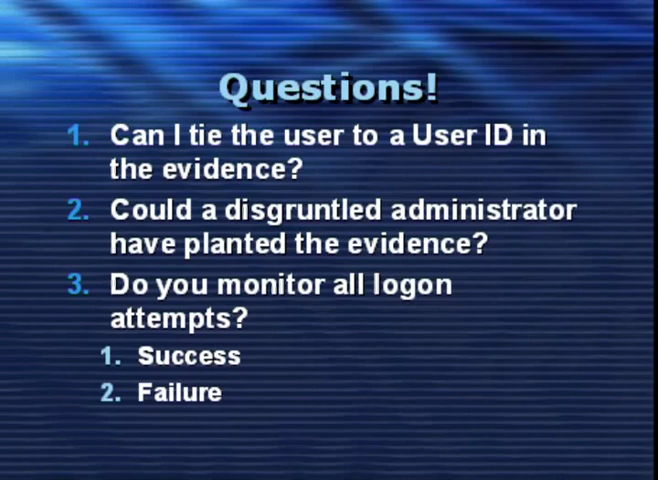 Questions!
1. Can I tie the user to a User ID in
the evidence?
2. Could a disgruntled administrator
have planted the evidence?
3. Do you monitor all logon
attempts?
1. Success
2. Failure